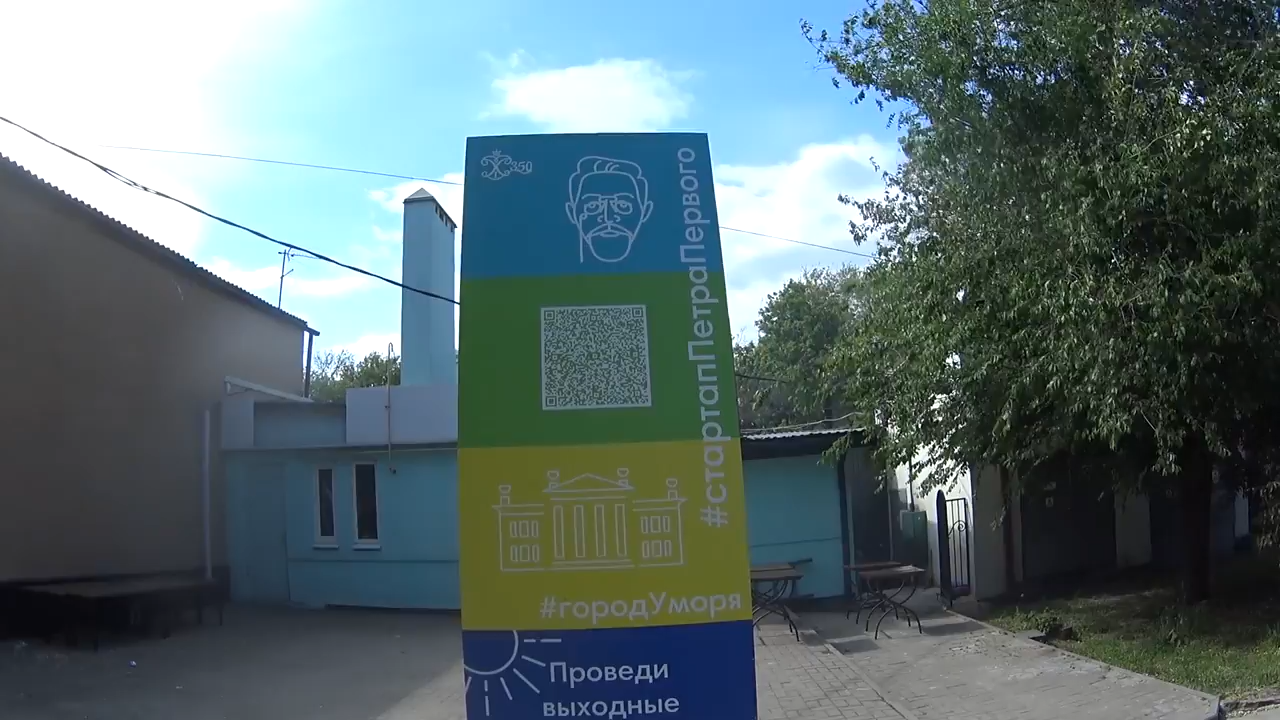 350
#стартапПетраПервого
#городУморя
Проведи
выходные